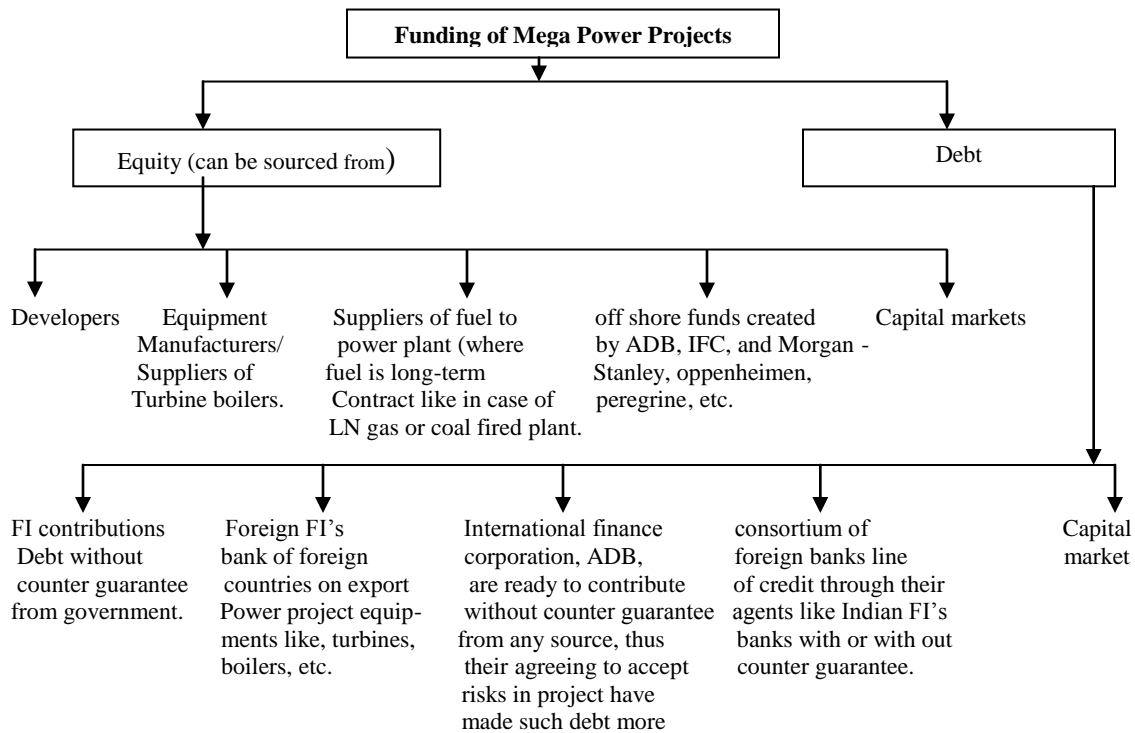 Funding of Mega Power Projects
Equity (can be sourced from)
Debt
Developers
Equipment
Manufacturers/
Suppliers of
Turbine boilers.
Suppliers of fuel to
power plant (where
fuel is long-term
Contract like in case of
LN gas or coal fired plant.
off shore funds created
by ADB, IFC, and Morgan -
Stanley, oppenheimen,
peregrine, etc.
Capital markets
FI contributions
Debt without
counter guarantee
from government.
Foreign FI's
bank of foreign
countries on export
Power project equip-
ments like, turbines,
boilers, etc.
International finance
corporation, ADB,
are ready to contribute
without counter guarantee
from any source, thus
their agreeing to accept
risks in project have
made such debt more
consortium of
foreign banks line
of credit through their
agents like Indian FI's
banks with or with out
counter guarantee.
Capital
market